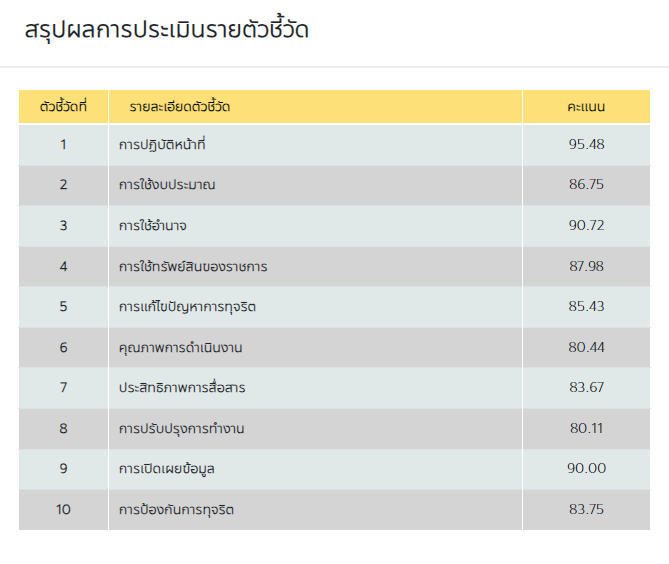 สรุปผลการประเมินรายตัวชี้วัด
ตัวชี้วัดที่ รายละเอียดตัวชี้วัด คะแนน
1 การปฏิบัติหน้าที่ 95.48
2 การใช้งบประมาณ 86.75
3 การใช้อำนาจ 90.72
4 การใช้ทรัพย์สินของราชการ 87.98
5 การแก้ไขปัญหาการทุจริต 85.43
6 คุณภาพการดำเนินงาน 80.44
7 ประสิทธิภาพการสื่อสาร 83.67
8 การปรับปรุงการทำงาน 80.11
9 การเปิดเผยข้อมูล 90.00
10 การป้องกันการทุจริต 83.75